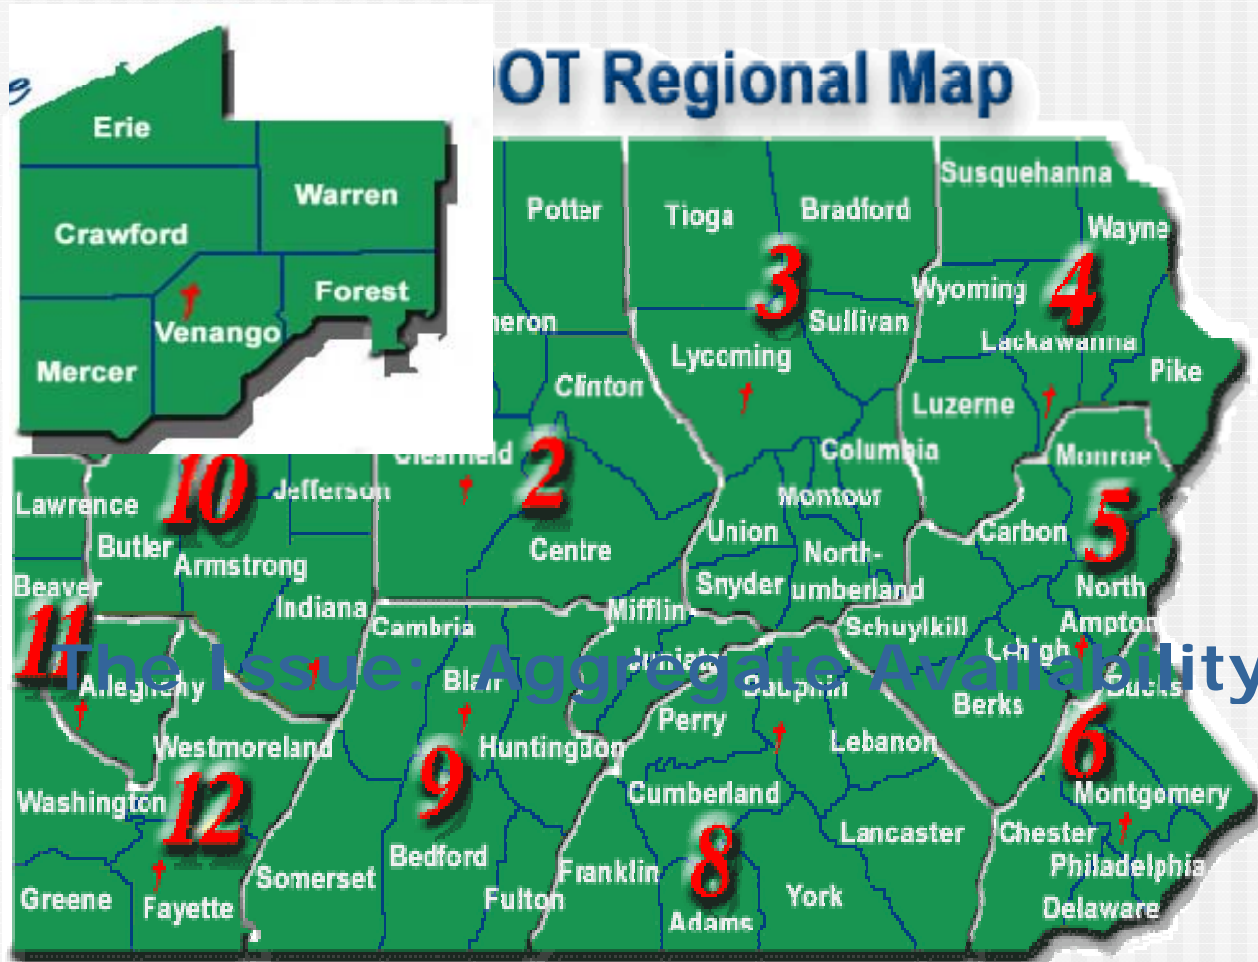 OT Regional Map
Erie
Warren
Crawford
Forest
Venango
Mercer
Potter
Tioga
Bradford
Susquehanna
Wayne
3
4
Wyoming
Sullivan
Lackawanna
Lycoming
Pike
Clinton
Luzerne
Columbia
Monroe
2
10
Jefferson
Lawrence
Montour
5
Union
Carbon
Butler
Armstrong
Centre
North-
umberland
Snyder
Beaver
North
Ampton
Indiana
Mifflin
Cambria
Schuylkill
11
Lehigh
The Issue: Aggregate Availability
Allegheny
Blair
Juniata
Dauphin
Bucks
Berks
Perry
6
Westmoreland
Huntingdon
Lebanon
9
Washington
12
Cumberland
Montgomery
Lancaster
Chester
8
Bedford
Philadelphia
Somerset
Franklin
Greene
Fayette
Fulton
York
Adams
Delaware